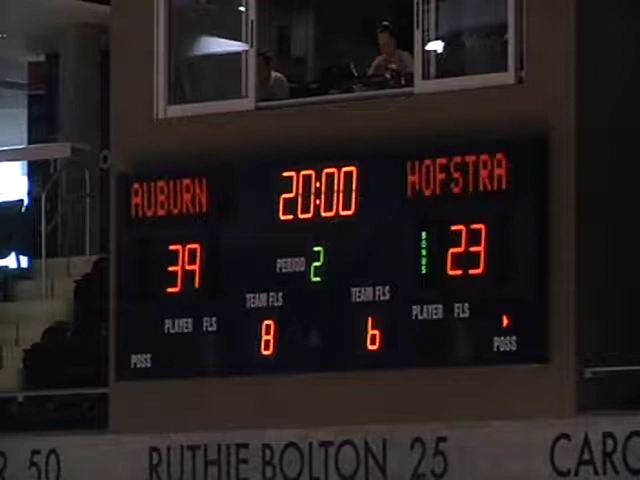 AUBURN 20:00 HOFSTRA
39 PERIOD 2 BONUS 23
TEAM FLS TEAM FLS
PLAYER FLS 8 6 PLAYER FLS
POSS POSS
R 50 RUTHIE BOLTON 25 CARO